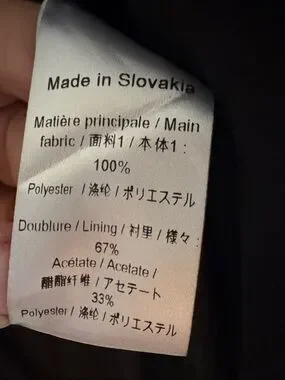 Made in Slovakia
Matière principale / Main
fabric / 面料1 / 本体1 :
100%
Polyester / 涤纶 / ポリエステル
Doublure / Lining / 衬里 / 様々 :
67%
Acétate / Acetate /
醋酯纤维 / アセテート
33%
Polyester / 涤纶 / ポリエステル